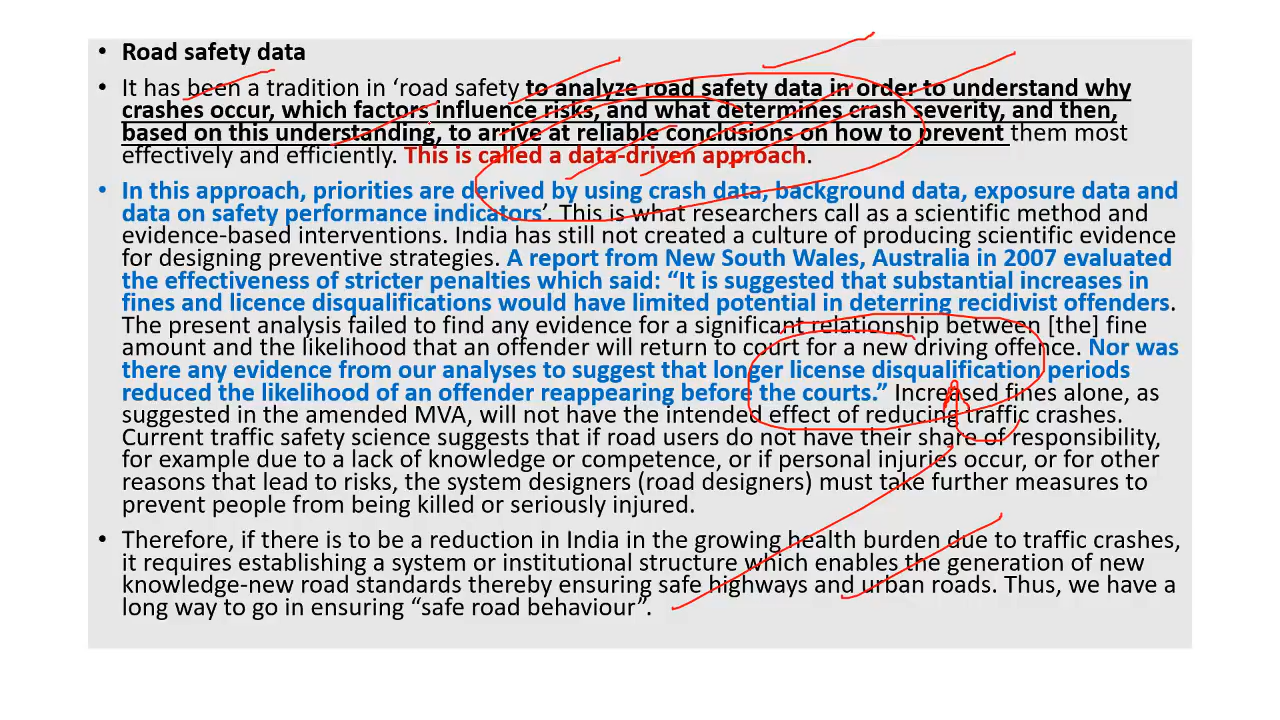 • Road safety data
• It has been a tradition in ‘road safety to analyze road safety data in order to understand why
crashes occur, which factors influence risks, and what determines crash severity, and then,
based on this understanding, to arrive at reliable conclusions on how to prevent them most
effectively and efficiently. This is called a data-driven approach.
• In this approach, priorities are derived by using crash data, background data, exposure data and
data on safety performance indicators’. This is what researchers call as a scientific method and
evidence-based interventions. India has still not created a culture of producing scientific evidence
for designing preventive strategies. A report from New South Wales, Australia in 2007 evaluated
the effectiveness of stricter penalties which said: “It is suggested that substantial increases in
fines and licence disqualifications would have limited potential in deterring recidivist offenders.
The present analysis failed to find any evidence for a significant relationship between [the] fine
amount and the likelihood that an offender will return to court for a new driving offence. Nor was
there any evidence from our analyses to suggest that longer license disqualification periods
reduced the likelihood of an offender reappearing before the courts.” Increased fines alone, as
suggested in the amended MVA, will not have the intended effect of reducing traffic crashes.
Current traffic safety science suggests that if road users do not have their share of responsibility,
for example due to a lack of knowledge or competence, or if personal injuries occur, or for other
reasons that lead to risks, the system designers (road designers) must take further measures to
prevent people from being killed or seriously injured.
• Therefore, if there is to be a reduction in India in the growing health burden due to traffic crashes,
it requires establishing a system or institutional structure which enables the generation of new
knowledge-new road standards thereby ensuring safe highways and urban roads. Thus, we have a
long way to go in ensuring “safe road behaviour”.